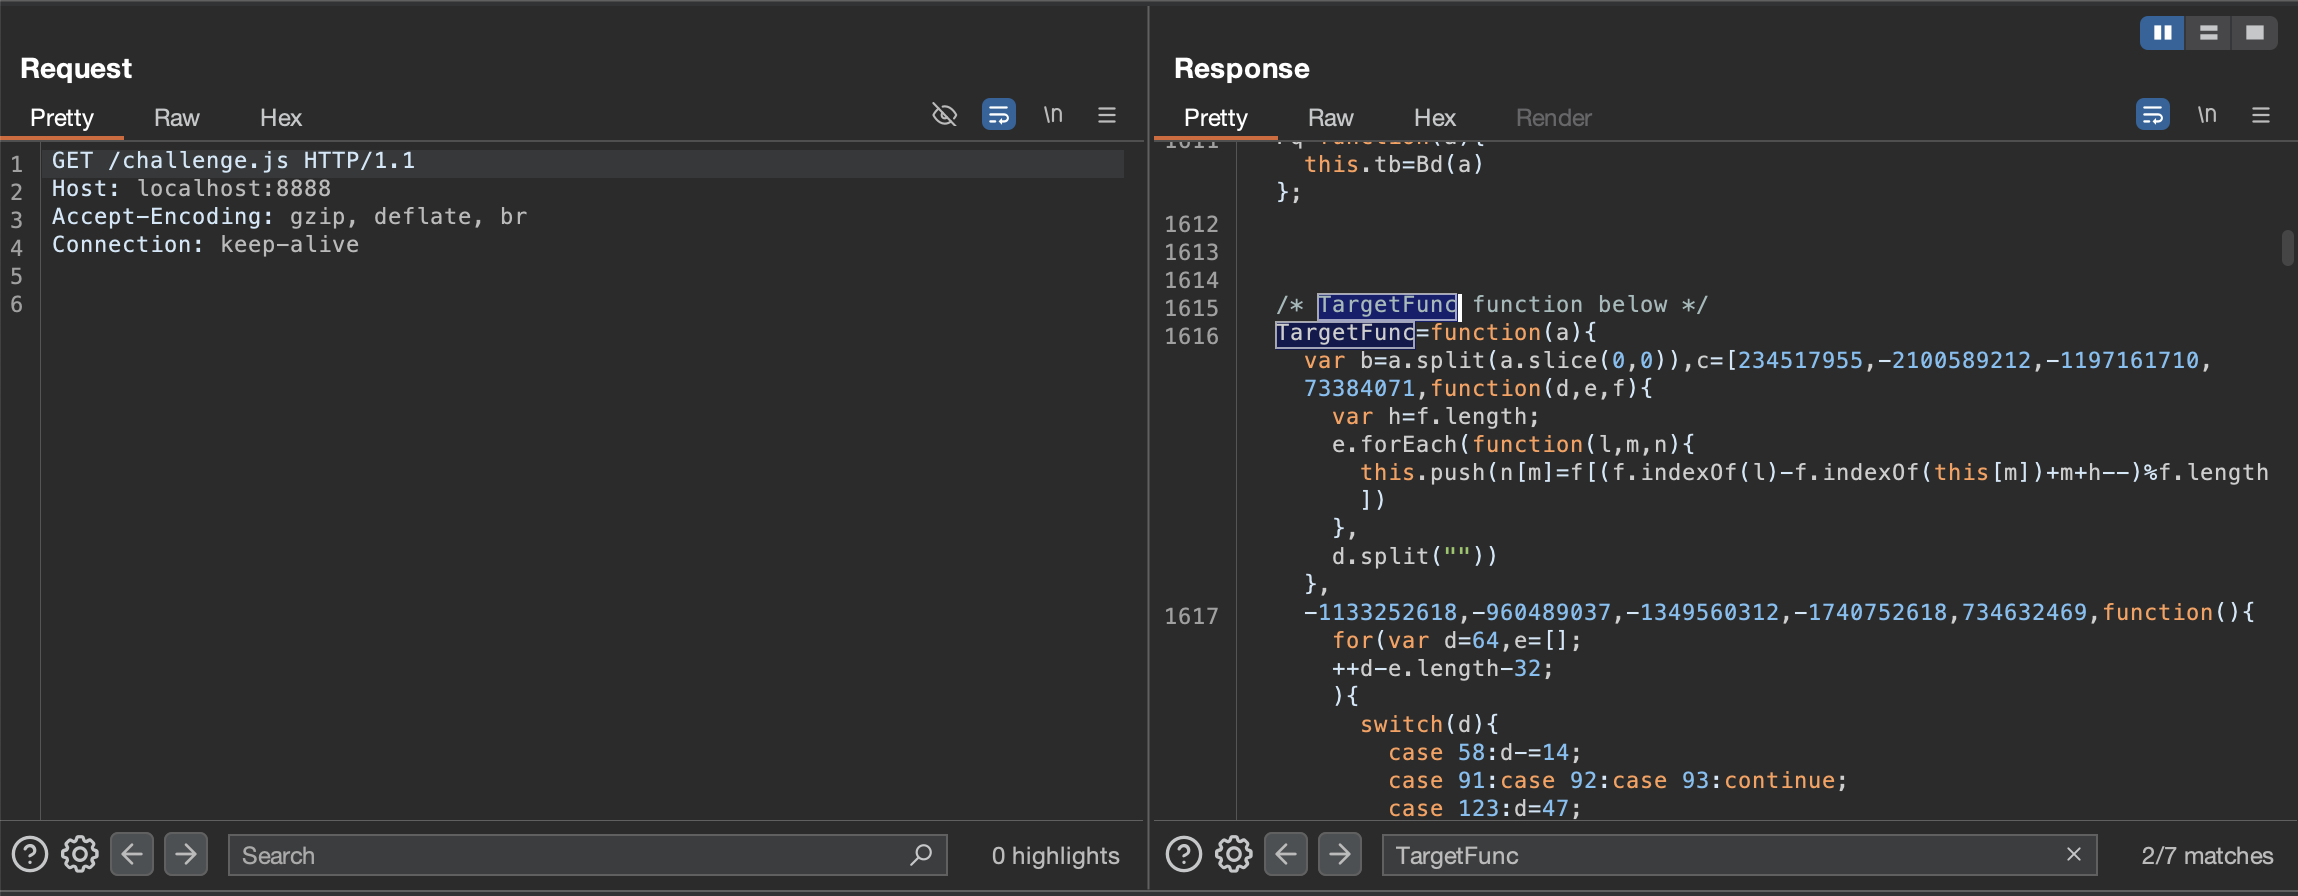 Request
Pretty Raw Hex \n
1 GET /challenge.js HTTP/1.1
2 Host: localhost:8888
3 Accept-Encoding: gzip, deflate, br
4 Connection: keep-alive
5
6
Search
0 highlights
Response
Pretty Raw Hex Render \n
this.tb=Bd(a)
};
1612
1613
1614
1615 /* TargetFunc function below */
1616 TargetFunc=function(a){
var b=a.split(a.slice(0,0)),c=[234517955,-2100589212,-1197161710,
73384071,function(d,e,f){
var h=f.length;
e.forEach(function(l,m,n){
this.push(n[m]=f[(f.indexOf(l)-f.indexOf(this[m])+m+h--)%f.length
])
},
d.split(""))
},
1617 -1133252618,-960489037,-1349560312,-1740752618,734632469,function(){
for(var d=64,e=[];
++d-e.length-32;
){
switch(d){
case 58:d-=14;
case 91:case 92:case 93:continue;
case 123:d=47;
TargetFunc
2/7 matches